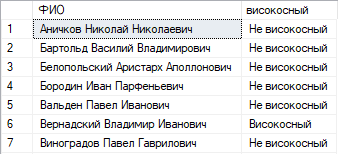 ФИО високосный
1 Аничков Николай Николаевич Не високосный
2 Бартольд Василий Владимирович Не високосный
3 Белопольский Аристарх Аполлонович Не високосный
4 Бородин Иван Парфеньевич Не високосный
5 Вальден Павел Иванович Не високосный
6 Вернадский Владимир Иванович Високосный
7 Виноградов Павел Гаврилович Не високосный